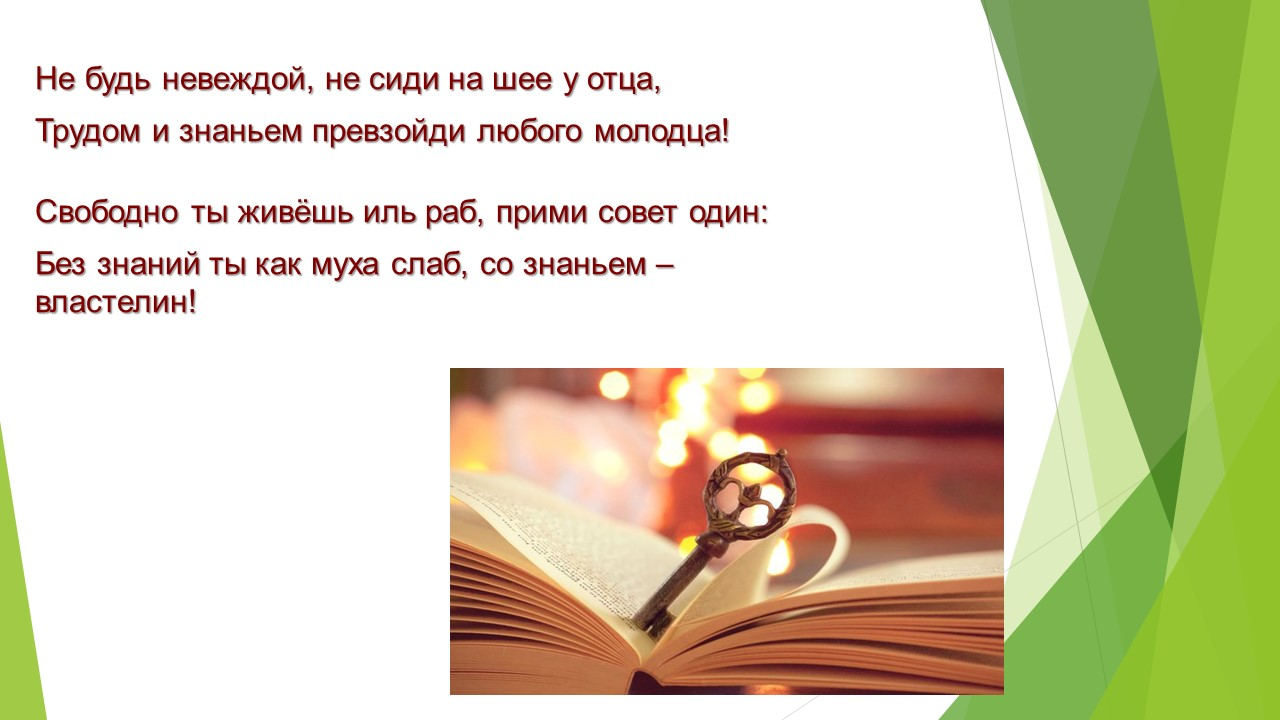 Не будь невеждой, не сиди на шее у отца,
Трудом и знаньем превзойди любого молодца!
Свободно ты живёшь иль раб, прими совет один:
Без знаний ты как муха слаб, со знаньем –
властелин!